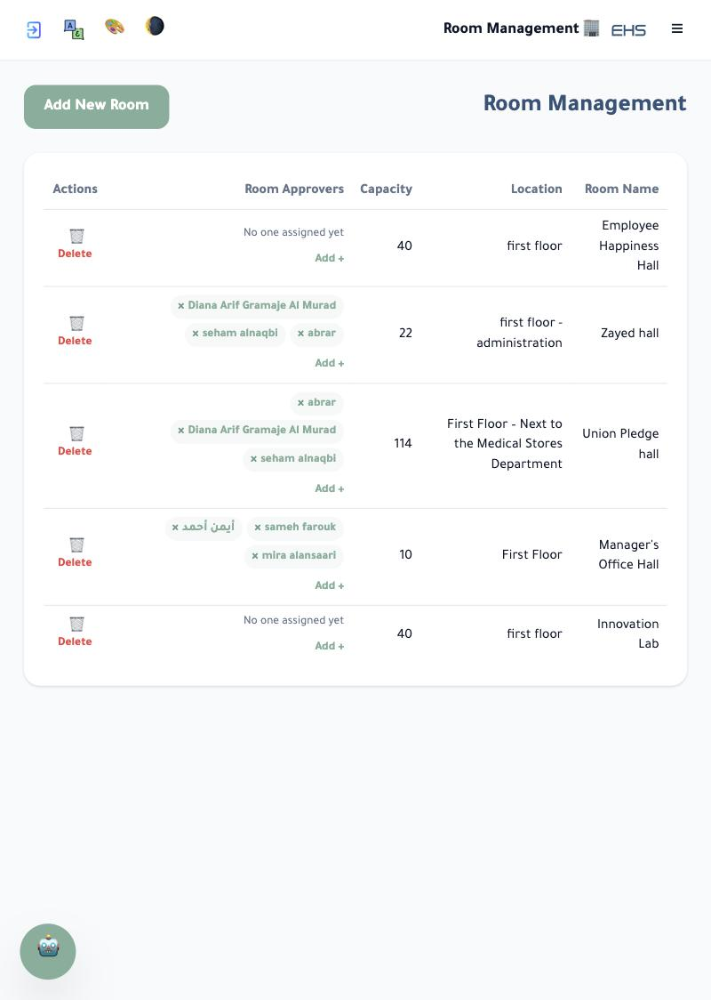 Room Management EHS
Room Management
Add New Room
Room Name Location Capacity Room Approvers Actions
Employee
Happiness
Hall
first floor
40
No one assigned yet
Add +
Delete
Zayed hall
first floor -
administration
22
× Diana Arif Gramaje Al Murad
× seham alnaqbi × abrar
Add +
Delete
Union Pledge
hall
First Floor - Next to
the Medical Stores
Department
114
× abrar
× Diana Arif Gramaje Al Murad
× seham alnaqbi
Add +
Delete
Manager's
Office Hall
First Floor
10
× أيمن أحمد × sameh farouk
× mira alansaari
Add +
Delete
Innovation
Lab
first floor
40
No one assigned yet
Add +
Delete